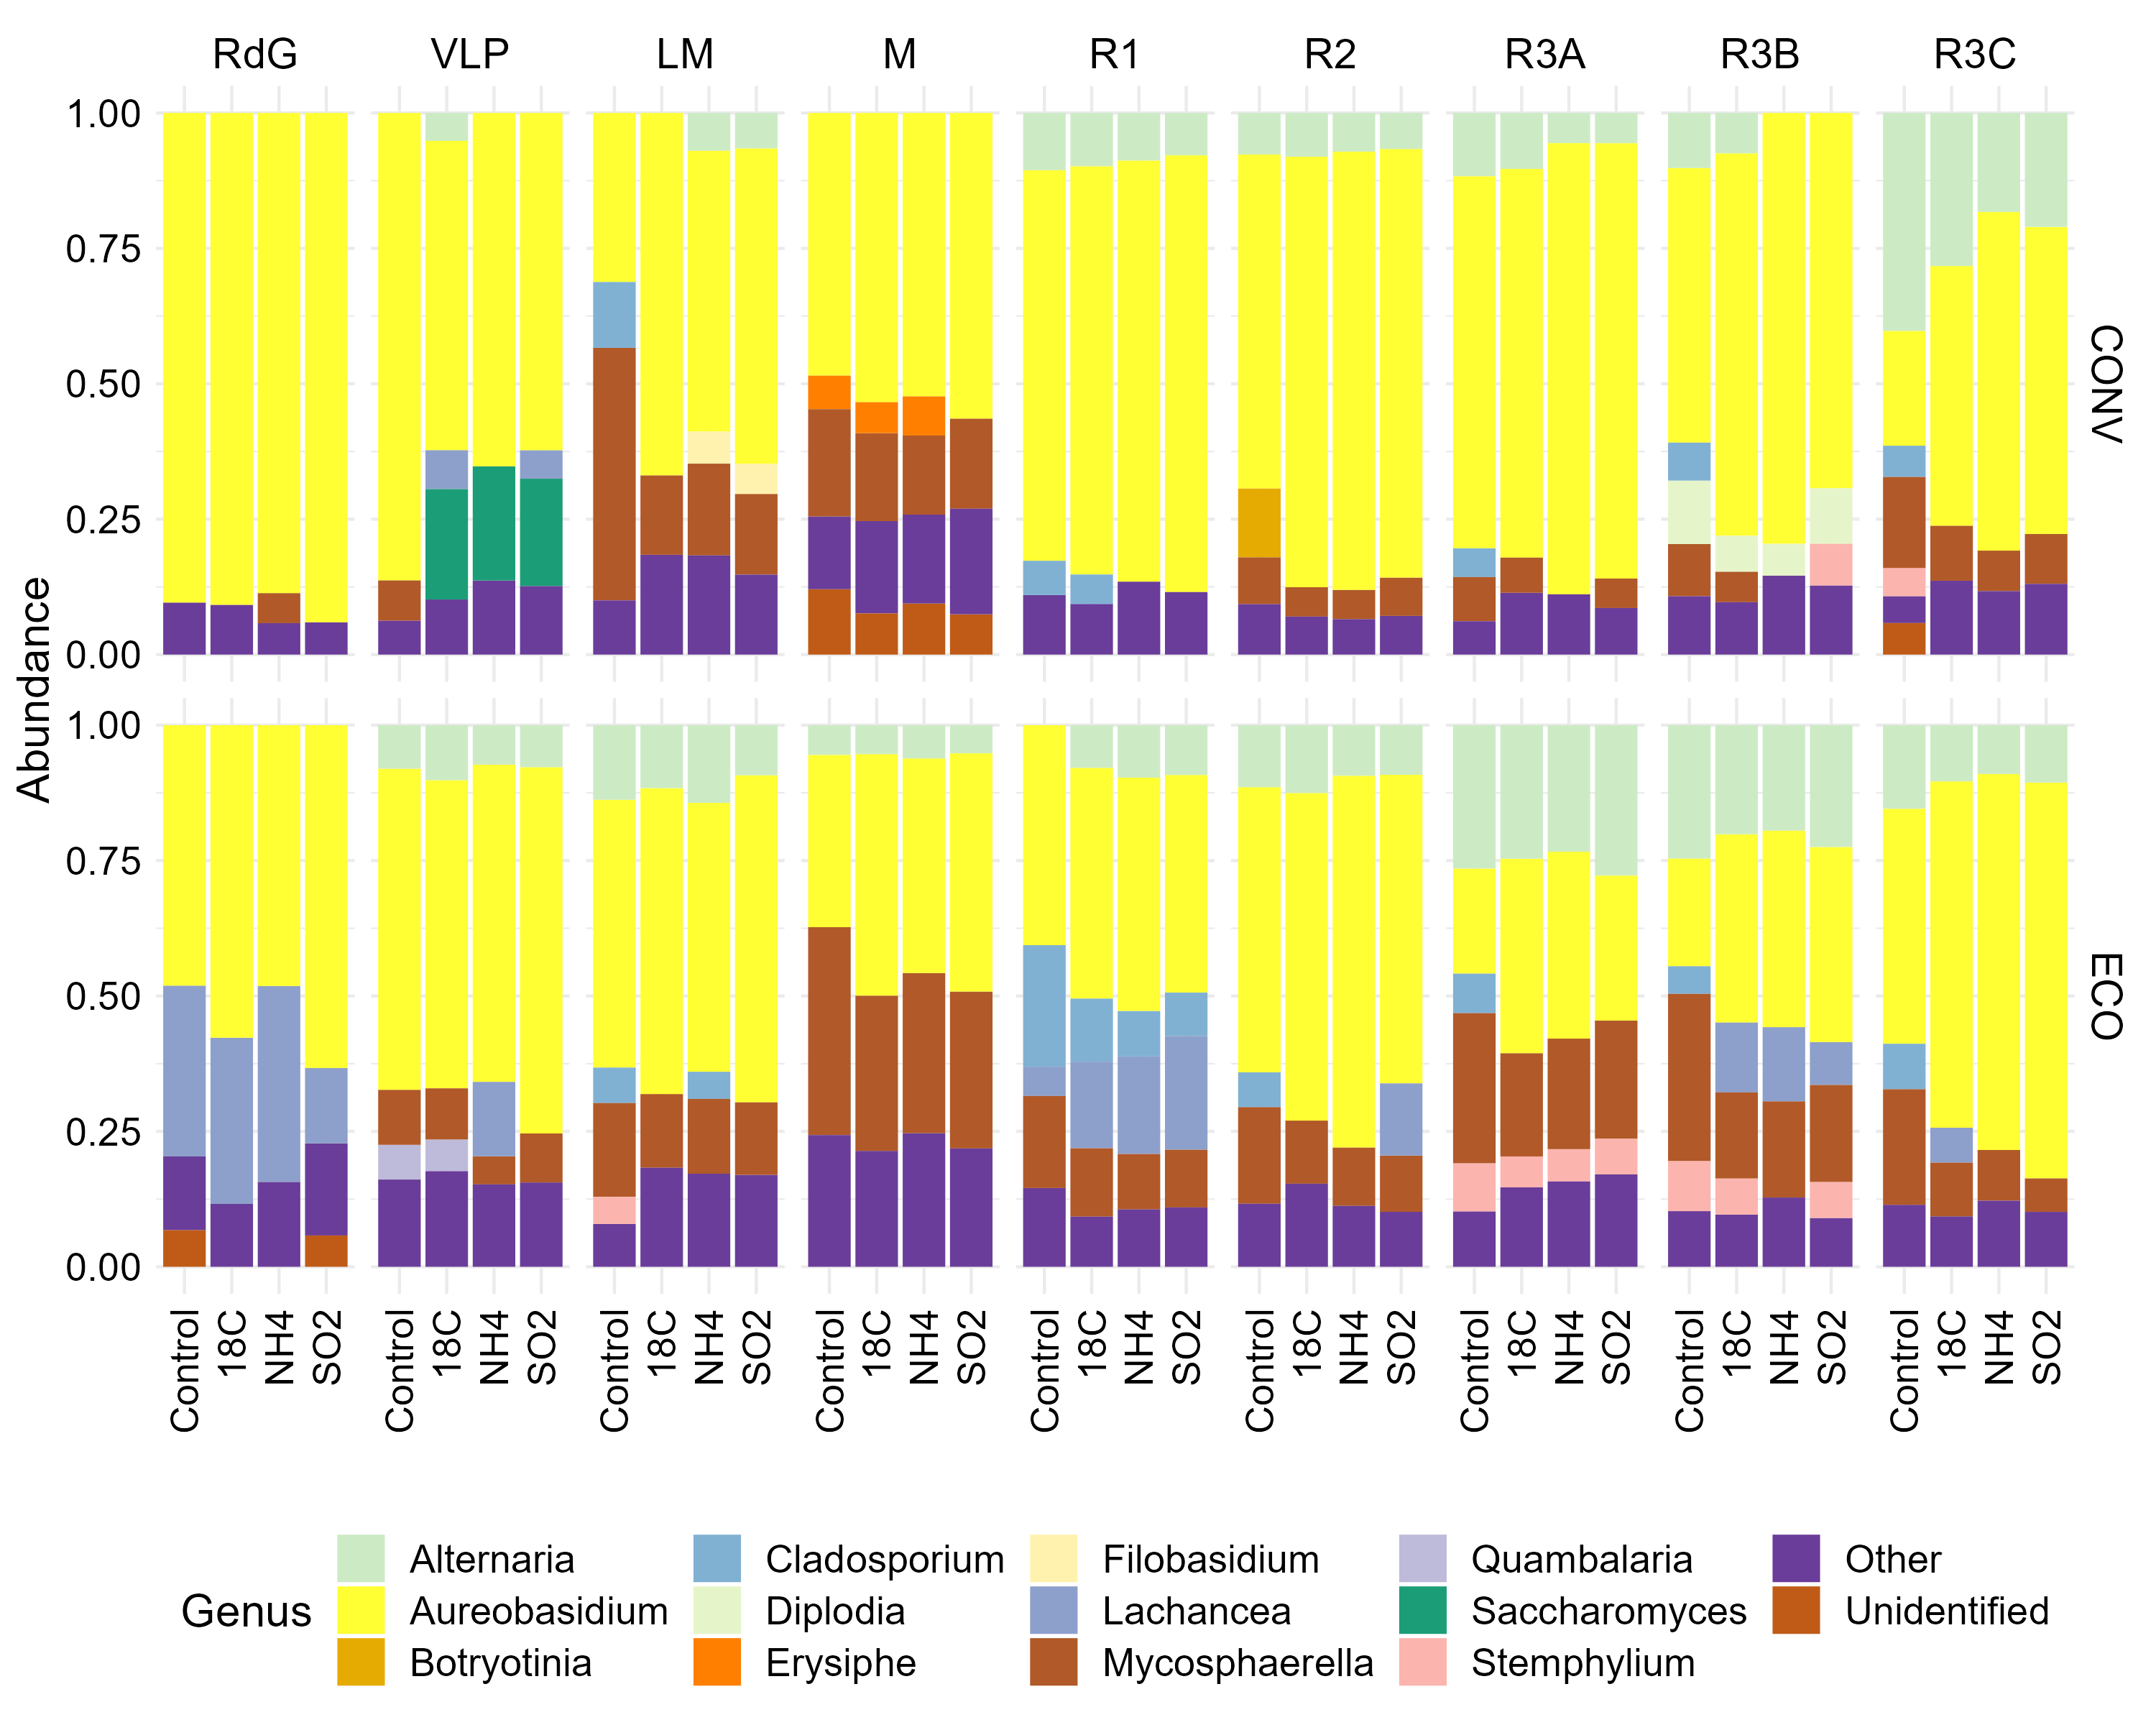 RdG VLP LM M R1 R2 R3A R3B R3C
1.00
0.75
0.50
0.25
0.00
CONV
Abundance
1.00
0.75
0.50
0.25
0.00
ECO
Control 18C NH4 SO2 Control 18C NH4 SO2 Control 18C NH4 SO2 Control 18C NH4 SO2 Control 18C NH4 SO2 Control 18C NH4 SO2 Control 18C NH4 SO2 Control 18C NH4 SO2 Control 18C NH4 SO2
Genus
Alternaria Cladosporium Filobasidium Quambalaria Other
Aureobasidium Diplodia Lachancea Saccharomyces Unidentified
Botryotinia Erysiphe Mycosphaerella Stemphylium